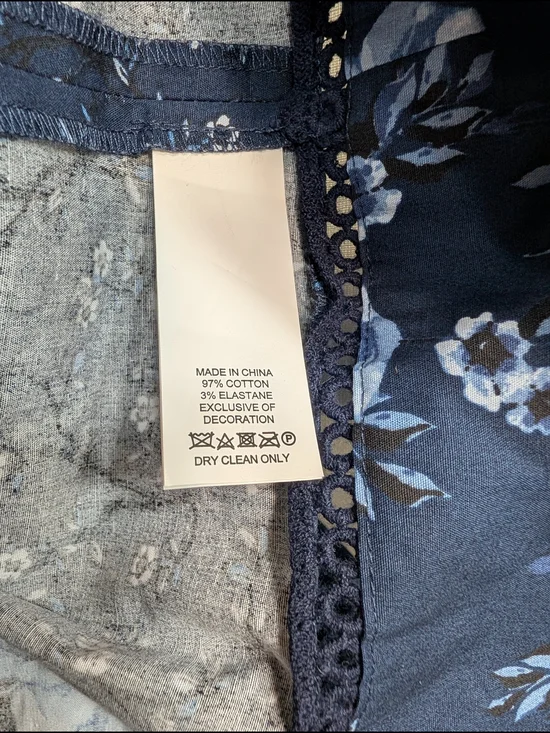 MADE IN CHINA
97% COTTON
3% ELASTANE
EXCLUSIVE OF
DECORATION
P
DRY CLEAN ONLY